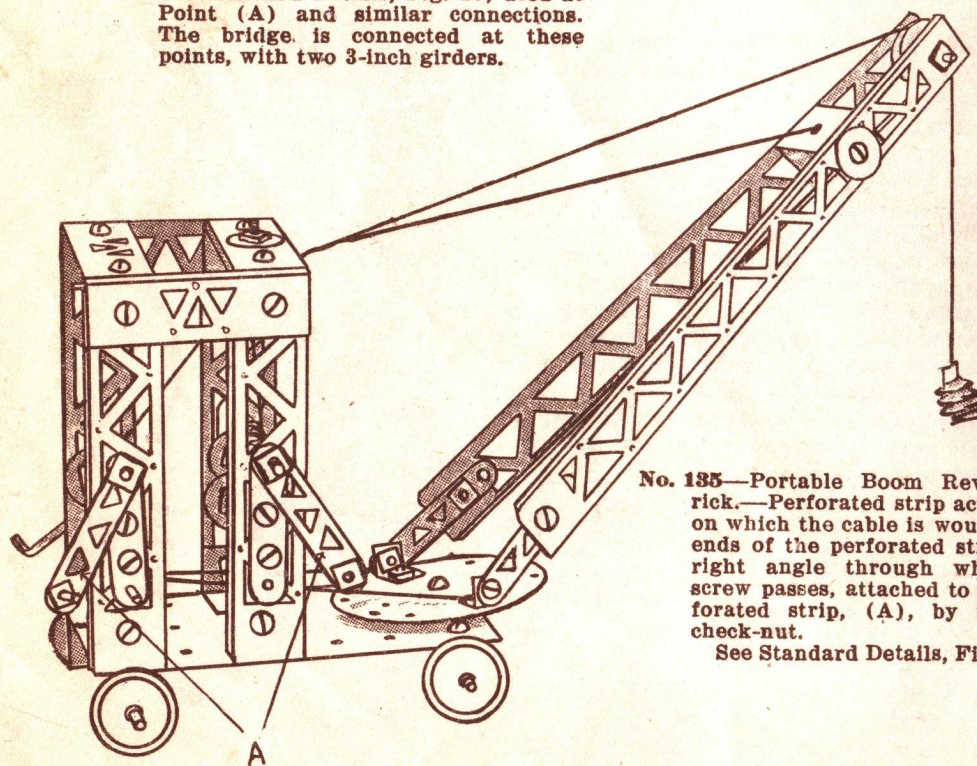 Point (A) and similar connections.
The bridge is connected at these
points, with two 3-inch girders.
No. 135—Portable Boom Rev
rick.—Perforated strip ac
on which the cable is wou
ends of the perforated st
right angle through wh
screw passes, attached to
forated strip, (A), by
check-nut.
See Standard Details, Fi
A